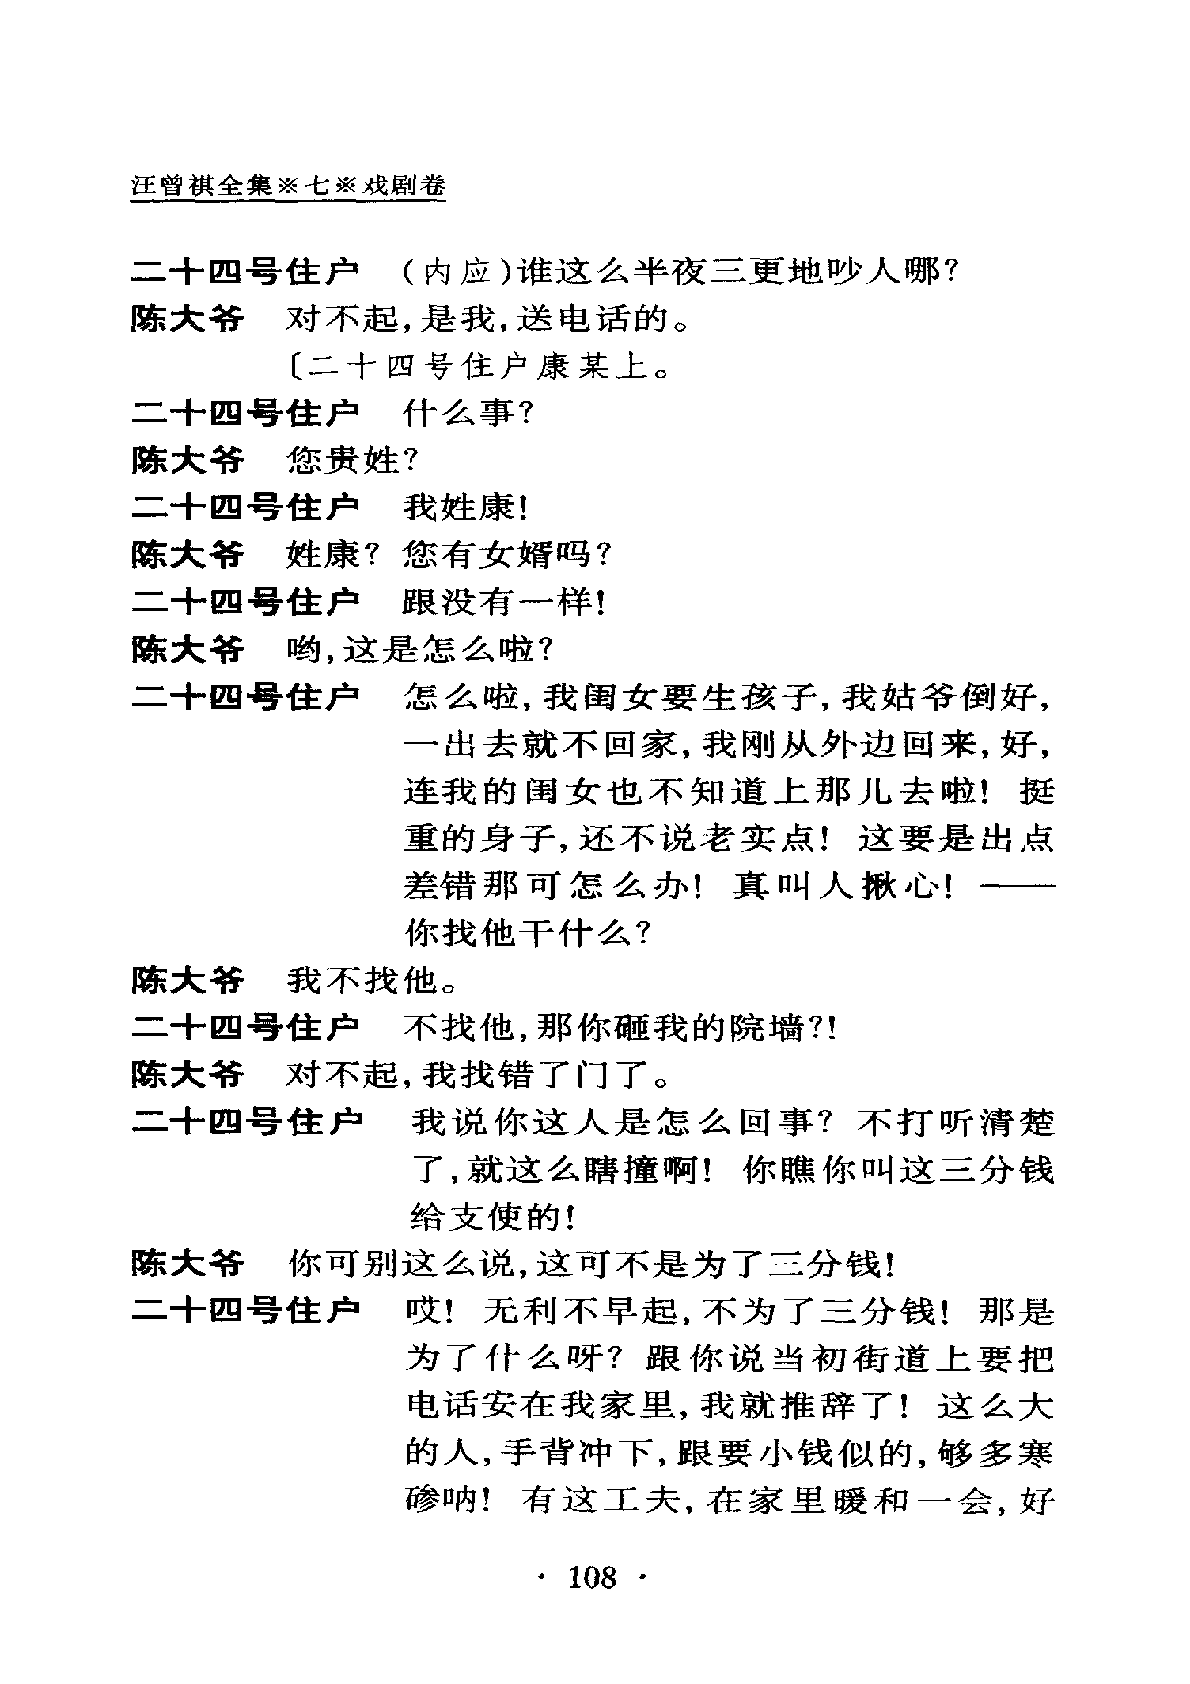 汪曾祺全集※七※戏剧卷
二十四号住户 (内应)谁这么半夜三更地吵人哪?
陈大爷 对不起,是我,送电话的。
〔二十四号住户康某上。
二十四号住户 什么事?
陈大爷 您贵姓?
二十四号住户 我姓康!
陈大爷 姓康? 您有女婿吗?
二十四号住户 跟没有一样!
陈大爷 哟,这是怎么啦?
二十四号住户 怎么啦,我闺女要生孩子,我姑爷倒好,
一出去就不回家,我刚从外边回来,好,
连我的闺女也不知道上那儿去啦! 挺
重的身子,还不说老实点! 这要是出点
差错那可怎么办! 真叫人揪心! ——
你找他干什么?
陈大爷 我不找他。
二十四号住户 不找他,那你砸我的院墙?!
陈大爷 对不起,我找错了门了。
二十四号住户 我说你这人是怎么回事? 不打听清楚
了,就这么瞎撞啊! 你瞧你叫这三分钱
给支使的!
陈大爷 你可别这么说,这可不是为了三分钱!
二十四号住户 哎! 无利不早起,不为了三分钱! 那是
为了什么呀? 跟你说当初街道上要把
电话安在我家里,我就推辞了! 这么大
的人,手背冲下,跟要小钱似的,够多寒
碜呐! 有这工夫,在家里暖和一会,好
· 108 ·